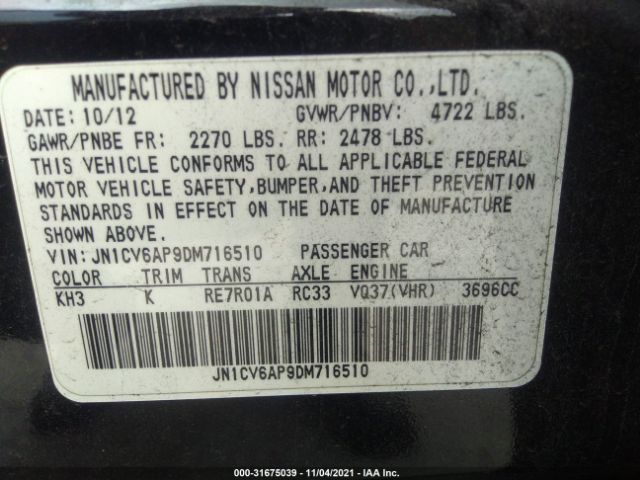 MANUFACTURED BY NISSAN MOTOR CO.,LTD.
DATE: 10/12 GVWR/PNBV: 4722 LBS.
GAWR/PNBE FR: 2270 LBS. RR: 2478 LBS.
THIS VEHICLE CONFORMS TO ALL APPLICABLE FEDERAL
MOTOR VEHICLE SAFETY,BUMPER,AND THEFT PREVENTION
STANDARDS IN EFFECT ON THE DATE OF MANUFACTURE
SHOWN ABOVE.
VIN: JN1CV6AP9DM716510 PASSENGER CAR
COLOR TRIM TRANS AXLE ENGINE
KH3 K RE7R01A RC33 VQ37(VHR) 3696CC
JN1CV6AP9DM716510
000-31675039 - 11/04/2021 - IAA Inc.